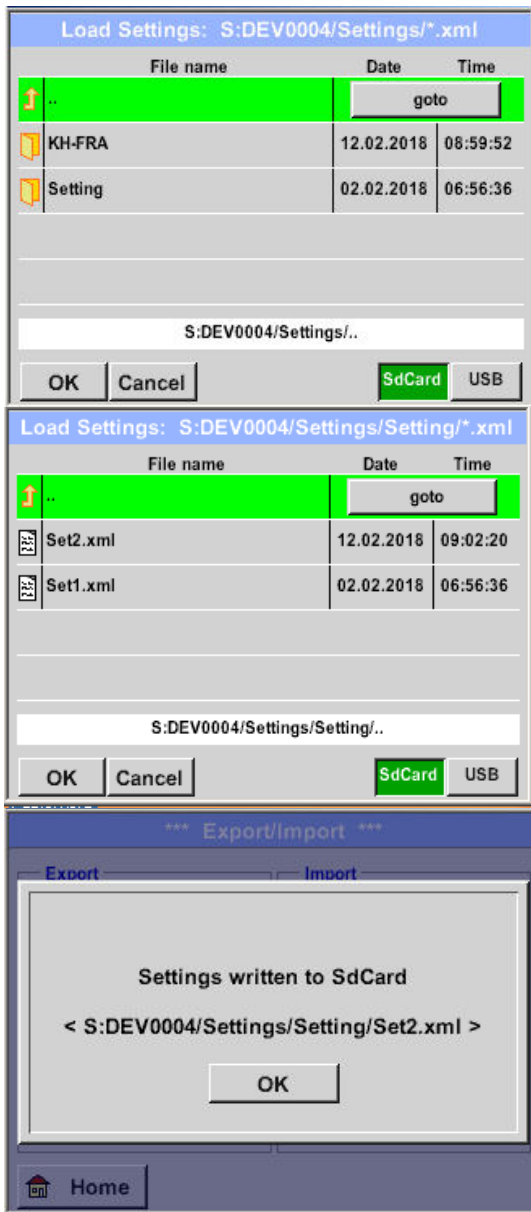 Load Settings: S:DEV0004/Settings/*.xml
File name Date Time
.. goto
KH-FRA 12.02.2018 08:59:52
Setting 02.02.2018 06:56:36
S:DEV0004/Settings/..
OK Cancel SdCard USB
Load Settings: S:DEV0004/Settings/Setting/*.xml
File name Date Time
.. goto
Set2.xml 12.02.2018 09:02:20
Set1.xml 02.02.2018 06:56:36
S:DEV0004/Settings/Setting/..
OK Cancel SdCard USB
*** Export/Import ***
Export Import
Settings written to SdCard
< S:DEV0004/Settings/Setting/Set2.xml >
OK
Home